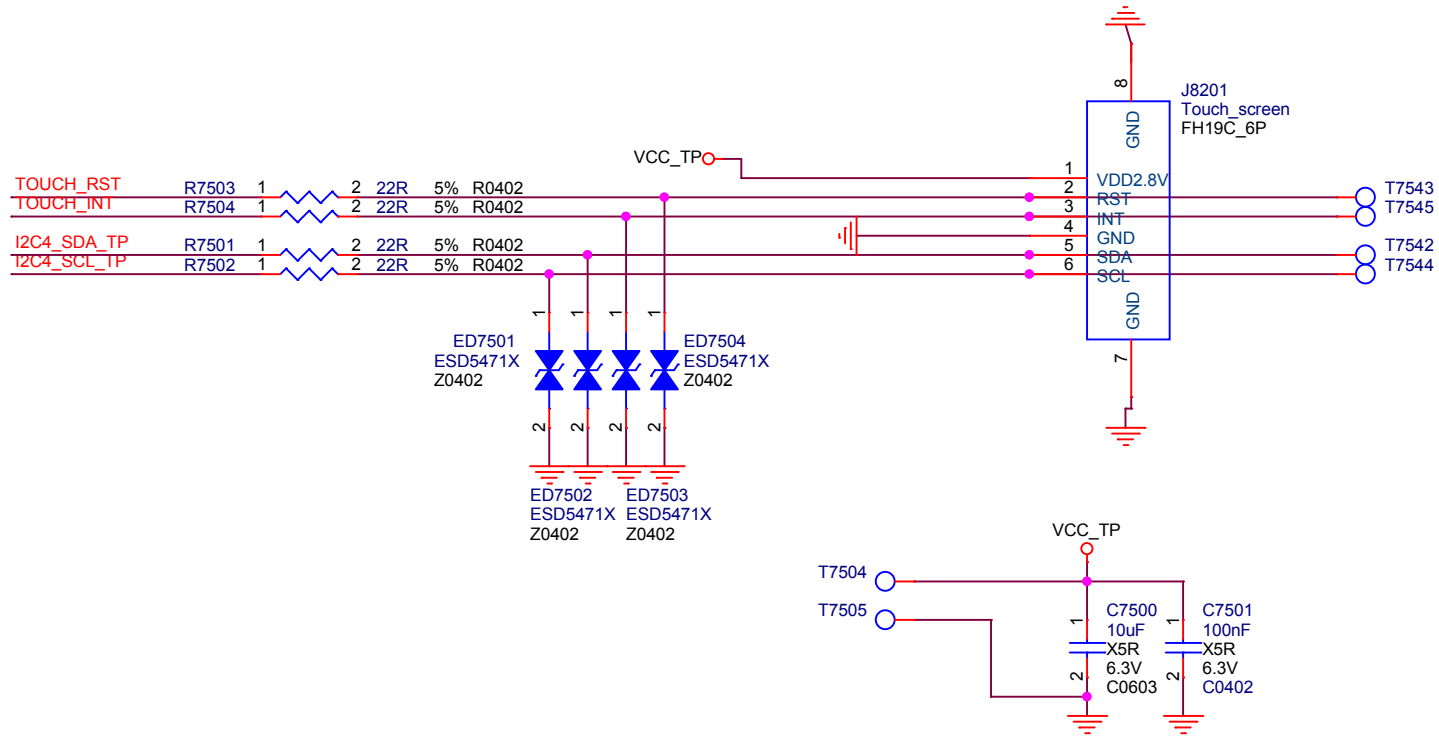 8
J8201
Touch_screen
FH19C_6P
GND
VCC_TP
1
VDD2.8V
TOUCH_RST R7503 1 2 22R 5% R0402 2 RST T7543
TOUCH_INT R7504 1 2 22R 5% R0402 3 INT T7545
4 GND
I2C4_SDA_TP R7501 1 2 22R 5% R0402 5 SDA T7542
I2C4_SCL_TP R7502 1 2 22R 5% R0402 6 SCL T7544
GND
7
1 1 1 1
ED7501
ESD5471X
Z0402
ED7504
ESD5471X
Z0402
2 2 2 2
ED7502
ESD5471X
Z0402
ED7503
ESD5471X
Z0402
VCC_TP
T7504
T7505
1
C7500
10uF
X5R
6.3V
C0603
2
1
C7501
100nF
X5R
6.3V
C0402
2